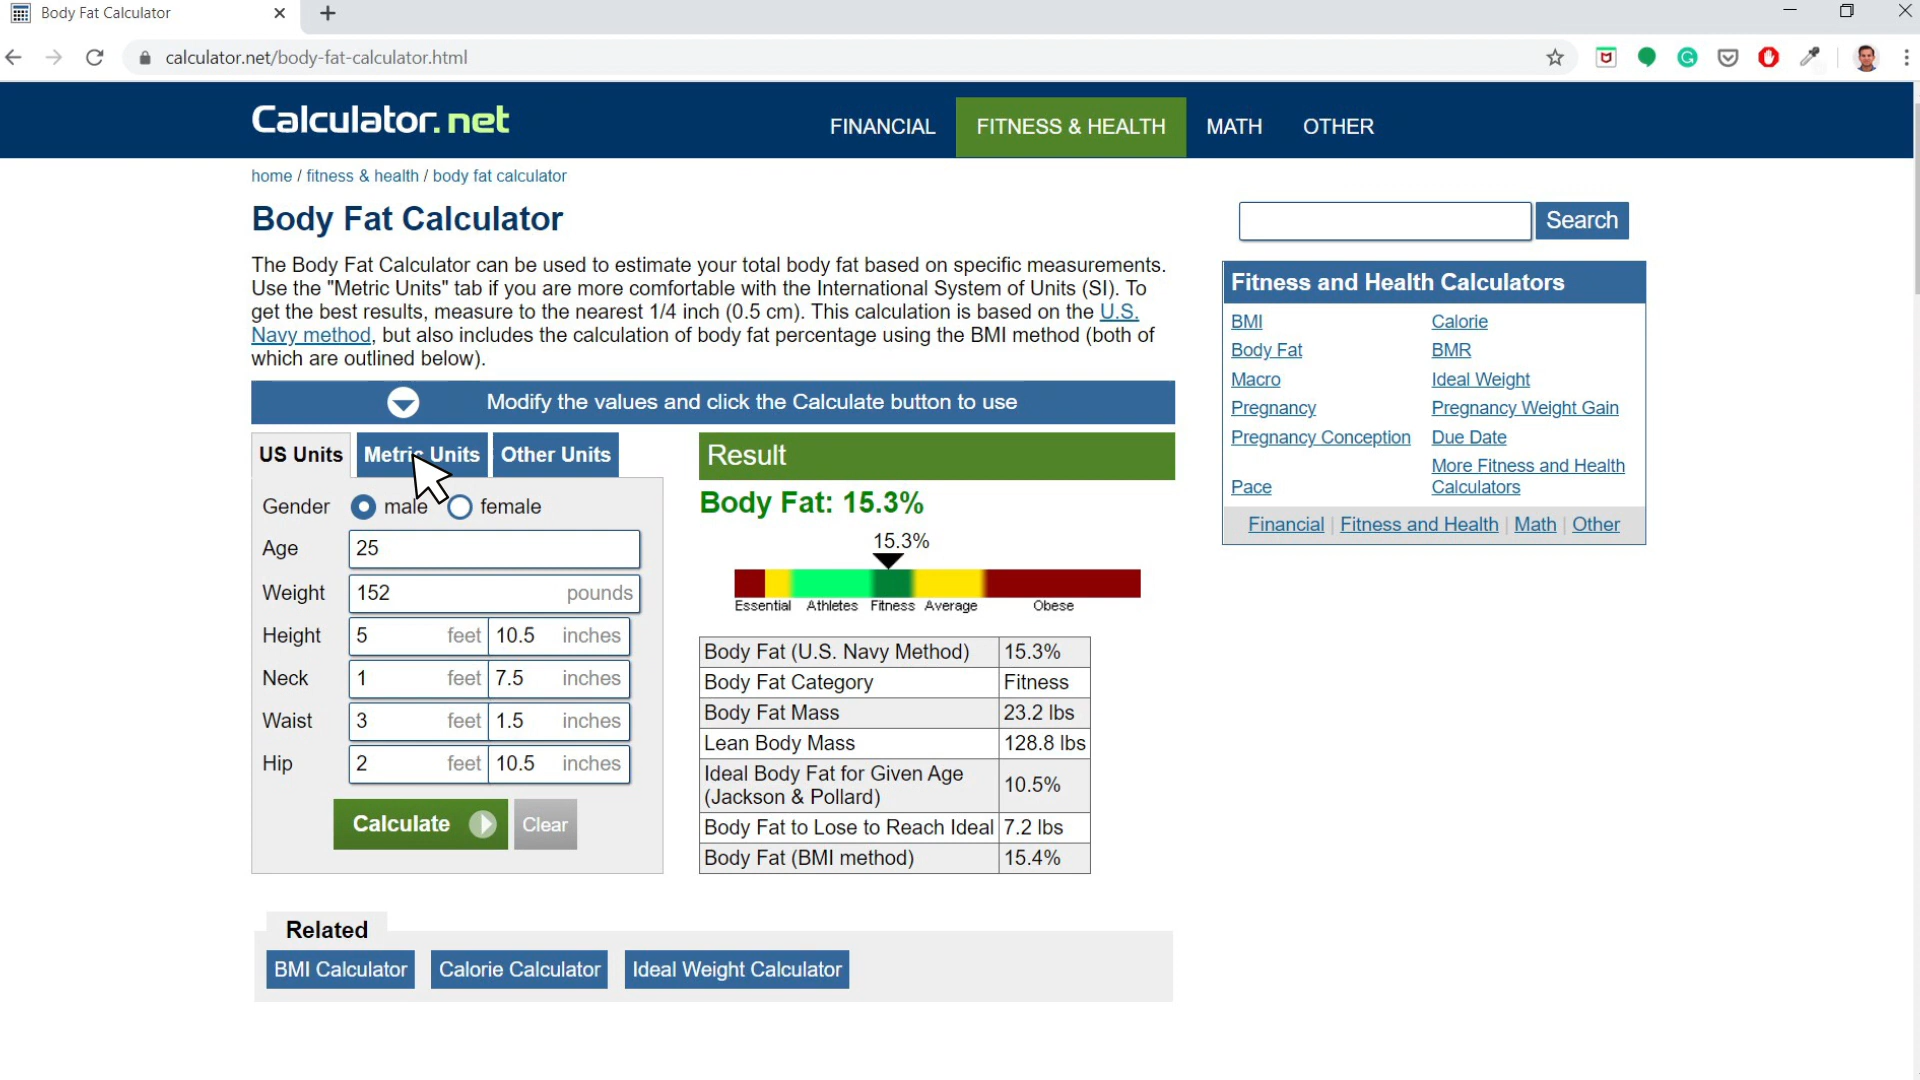 Body Fat Calculator
calculator.net/body-fat-calculator.html
Calculator.net
FINANCIAL FITNESS & HEALTH MATH OTHER
home / fitness & health / body fat calculator
Body Fat Calculator
Search
The Body Fat Calculator can be used to estimate your total body fat based on specific measurements.
Use the "Metric Units" tab if you are more comfortable with the International System of Units (SI). To
get the best results, measure to the nearest 1/4 inch (0.5 cm). This calculation is based on the U.S.
Navy method, but also includes the calculation of body fat percentage using the BMI method (both of
which are outlined below).
Modify the values and click the Calculate button to use
US Units Metric Units Other Units
Gender male female
Age 25
Weight 152 pounds
Height 5 feet 10.5 inches
Neck 1 feet 7.5 inches
Waist 3 feet 1.5 inches
Hip 2 feet 10.5 inches
Calculate Clear
Result
Body Fat: 15.3%
15.3%
Essential Athletes Fitness Average Obese
Body Fat (U.S. Navy Method) 15.3%
Body Fat Category Fitness
Body Fat Mass 23.2 lbs
Lean Body Mass 128.8 lbs
Ideal Body Fat for Given Age
(Jackson & Pollard) 10.5%
Body Fat to Lose to Reach Ideal 7.2 lbs
Body Fat (BMI method) 15.4%
Fitness and Health Calculators
BMI Calorie
Body Fat BMR
Macro Ideal Weight
Pregnancy Pregnancy Weight Gain
Pregnancy Conception Due Date
Pace More Fitness and Health
Calculators
Financial | Fitness and Health | Math | Other
Related
BMI Calculator Calorie Calculator Ideal Weight Calculator